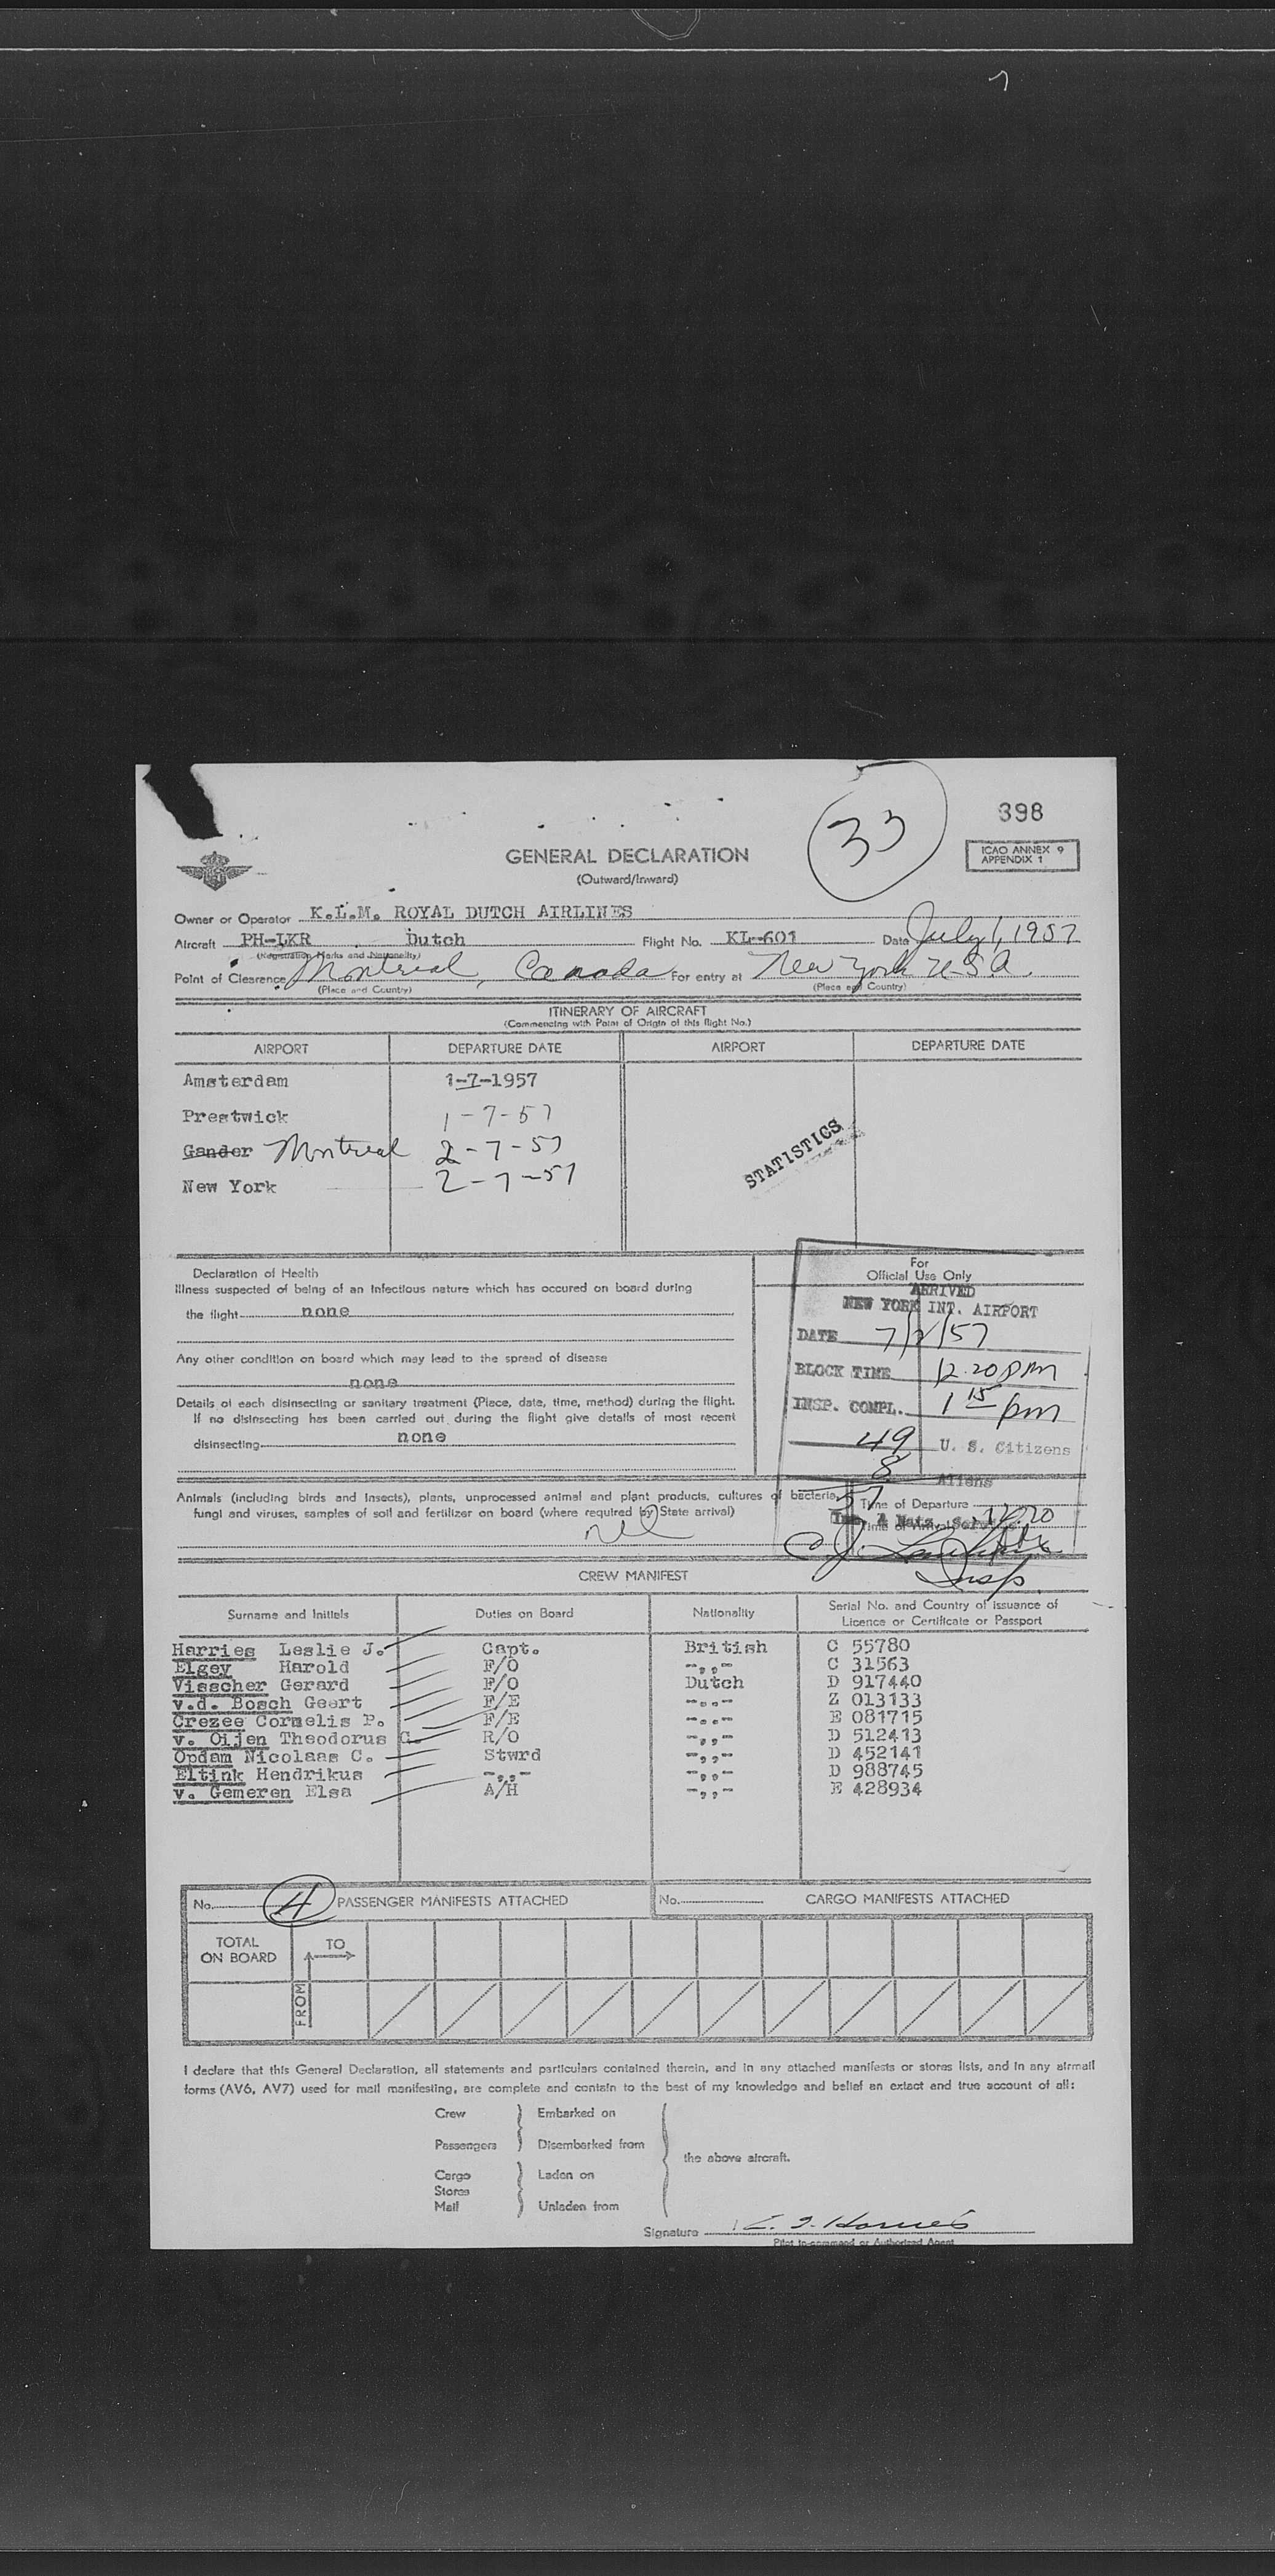 33
398
ICAO ANNEX 9
APPENDIX 1
GENERAL DECLARATION
(Outward/Inward)
Owner or Operator K.L.M. ROYAL DUTCH AIRLINES
Aircraft PH-LKR Dutch Flight No. KL-601 Date July 1, 1957
(Registration Marks and Nationality)
Point of Clearance Montreal, Canada For entry at New York USA.
(Place and Country) (Place and Country)
ITINERARY OF AIRCRAFT
(Commencing with Point of Origin of this flight No.)
AIRPORT DEPARTURE DATE AIRPORT DEPARTURE DATE
Amsterdam 1-7-1957
Prestwick 1-7-57
Gander Montreal 2-7-57
New York 2-7-57
STATISTICS
Declaration of Health
Illness suspected of being of an infectious nature which has occured on board during
the flight none
Any other condition on board which may lead to the spread of disease
none
Details of each disinsecting or sanitary treatment (Place, date, time, method) during the flight.
If no disinsecting has been carried out during the flight give details of most recent
disinsecting none
For
Official Use Only
ARRIVED
NEW YORK INT. AIRPORT
DATE 7/2/57
BLOCK TIME 12.20 pm
INSP. COMPL. 1 15 pm
49 U. S. Citizens
8 Aliens
57
Time of Departure
Imm. & Natz. Service
Time of Arrival 12.20
Insp.
Animals (including birds and insects), plants, unprocessed animal and plant products, cultures of bacteria,
fungi and viruses, samples of soil and fertilizer on board (where required by State arrival)
nil
CREW MANIFEST
Surname and Initials Duties on Board Nationality Serial No. and Country of Issuance of
Licence or Certificate or Passport
Harries Leslie J. Capt. British C 55780
Elgey Harold F/O -,,- C 31563
Visscher Gerard F/O Dutch D 917440
v.d. Bosch Geert F/E -,,- Z 013133
Crezee Cornelis P. F/E -,,- E 081715
v. Oijen Theodorus C. R/O -,,- D 512413
Opdam Nicolaas C. Stwrd -,,- D 452141
Eltink Hendrikus -,,- -,,- D 988745
v. Gemeren Elsa A/H -,,- E 428934
No. 4 PASSENGER MANIFESTS ATTACHED No. CARGO MANIFESTS ATTACHED
TOTAL
ON BOARD
TO
FROM
I declare that this General Declaration, all statements and particulars contained therein, and in any attached manifests or stores lists, and in any airmail
forms (AV6, AV7) used for mail manifesting, are complete and contain to the best of my knowledge and belief an extact and true account of all:
Crew Embarked on
Passengers Disembarked from
the above aircraft.
Cargo Laden on
Stores
Mail Unladen from
Signature
Pilot in-command or Authorized Agent